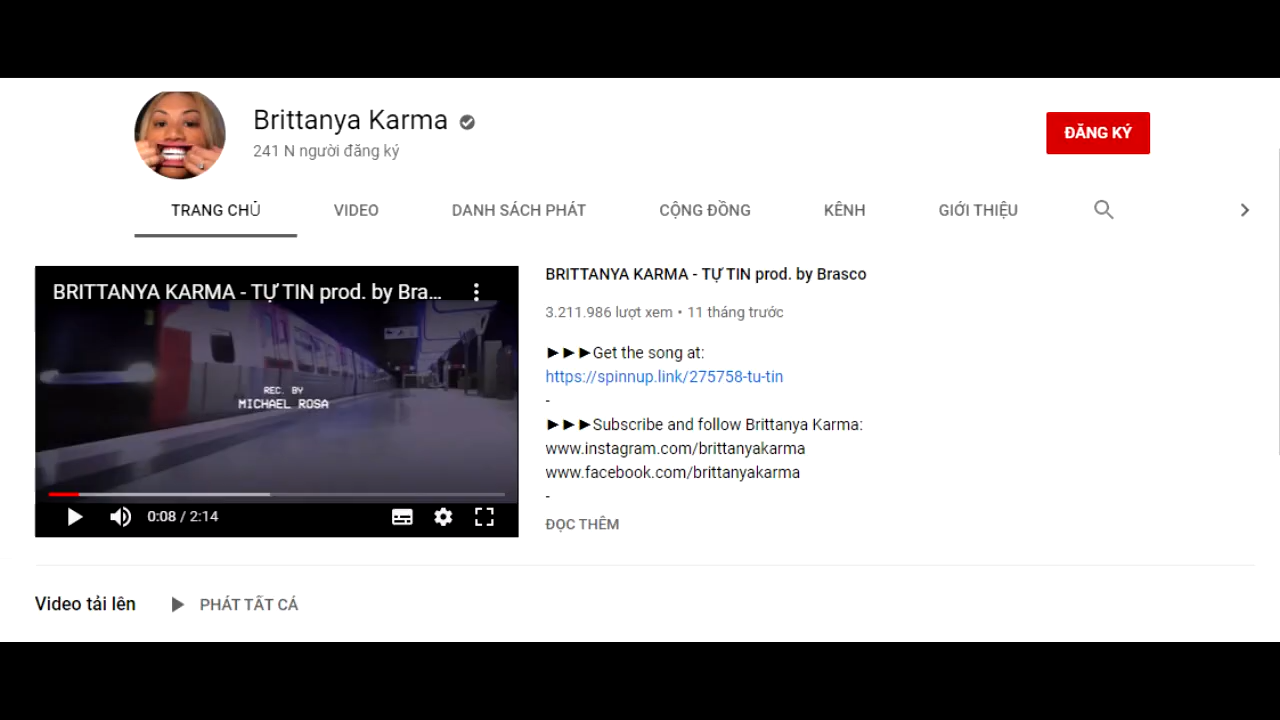 Brittanya Karma
241 N người đăng ký
ĐĂNG KÝ
TRANG CHỦ VIDEO DANH SÁCH PHÁT CỘNG ĐỒNG KÊNH GIỚI THIỆU
BRITTANYA KARMA - TỰ TIN prod. by Bra...
REC. BY
MICHAEL ROSA
0:08 / 2:14
BRITTANYA KARMA - TỰ TIN prod. by Brasco
3.211.986 lượt xem • 11 tháng trước
►►►Get the song at:
https://spinnup.link/275758-tu-tin
-
►►►Subscribe and follow Brittanya Karma:
www.instagram.com/brittanyakarma
www.facebook.com/brittanyakarma
-
ĐỌC THÊM
Video tải lên PHÁT TẤT CẢ